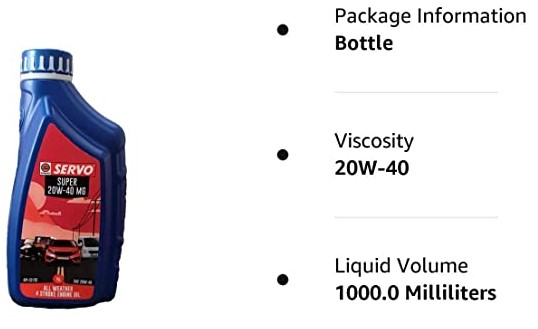 SERVO
SUPER
20W-40 MG
ALL WEATHER
4 STROKE ENGINE OIL
Package Information
Bottle
Viscosity
20W-40
Liquid Volume
1000.0 Milliliters